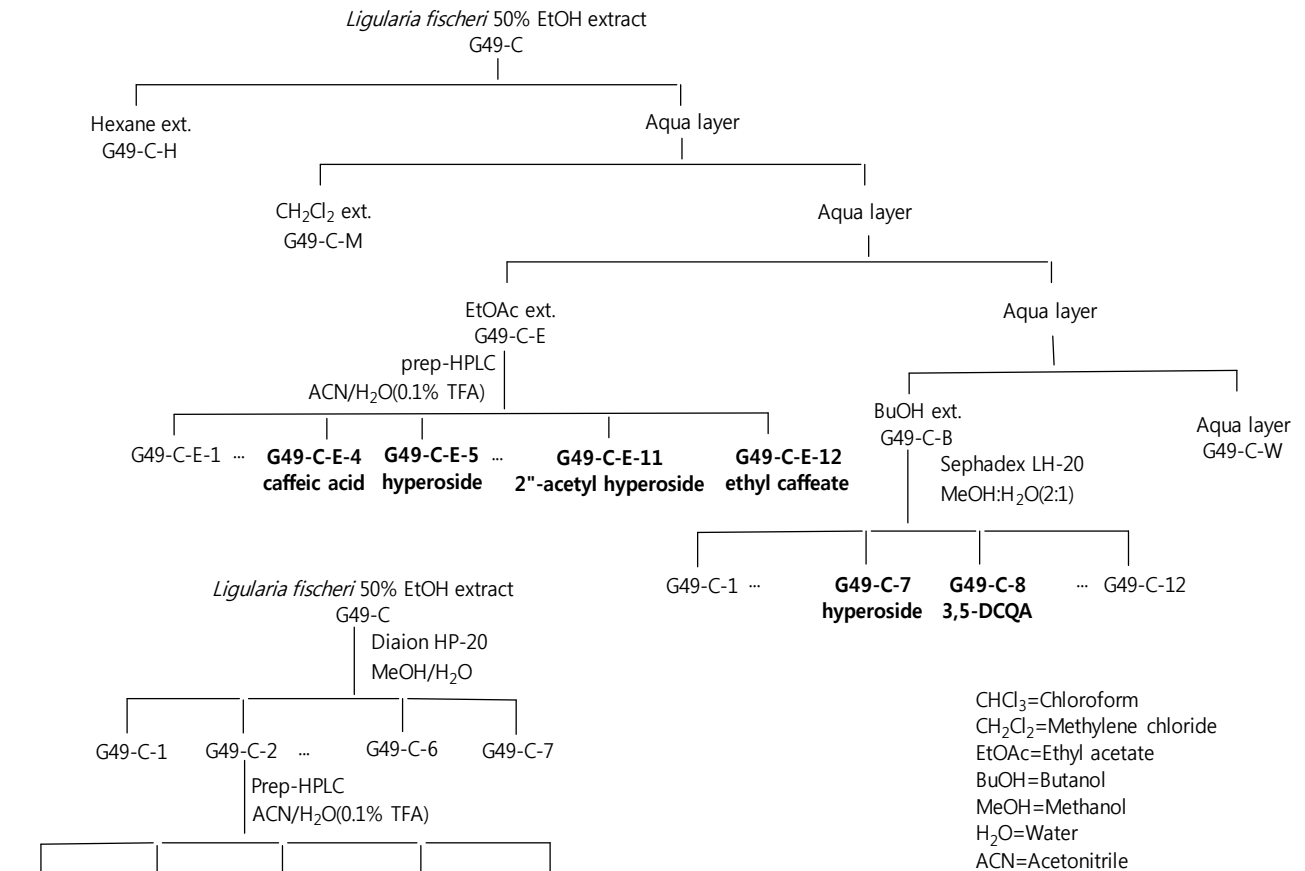 Ligularia fischeri 50% EtOH extract
G49-C
Hexane ext.
G49-C-H
Aqua layer
CH₂Cl₂ ext.
G49-C-M
Aqua layer
EtOAc ext.
G49-C-E
Aqua layer
prep-HPLC
ACN/H₂O(0.1% TFA)
BuOH ext.
G49-C-B
Aqua layer
G49-C-W
G49-C-E-1 ...
G49-C-E-4
caffeic acid
G49-C-E-5 ...
hyperoside
G49-C-E-11
2"-acetyl hyperoside
G49-C-E-12
ethyl caffeate
Sephadex LH-20
MeOH:H₂O(2:1)
G49-C-1 ...
G49-C-7
hyperoside
G49-C-8
3,5-DCQA
... G49-C-12
Ligularia fischeri 50% EtOH extract
G49-C
Diaion HP-20
MeOH/H₂O
G49-C-1
G49-C-2 ...
G49-C-6
G49-C-7
Prep-HPLC
ACN/H₂O(0.1% TFA)
CHCl₃=Chloroform
CH₂Cl₂=Methylene chloride
EtOAc=Ethyl acetate
BuOH=Butanol
MeOH=Methanol
H₂O=Water
ACN=Acetonitrile